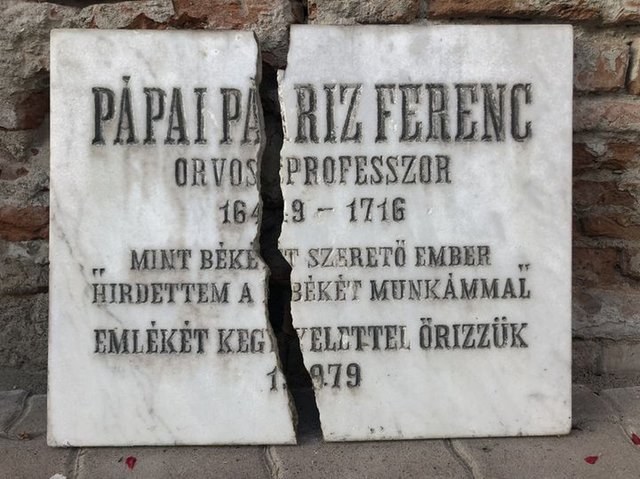 PÁPAI PÁRIZ FERENC
ORVOS PROFESSZOR
1649 – 1716
MINT BÉKÉT SZERETŐ EMBER
„HIRDETTEM A BÉKÉT MUNKÁMMAL”
EMLÉKÉT KEGYELETTEL ŐRIZZÜK
1979